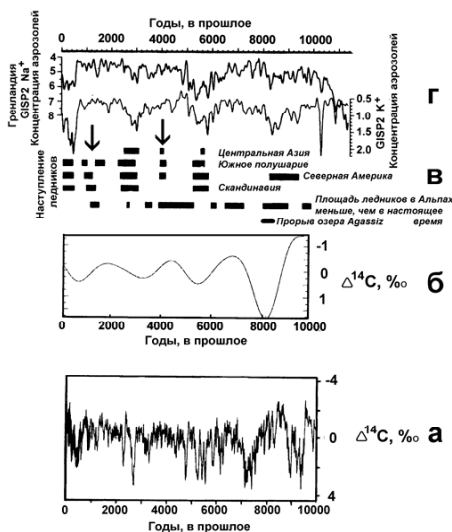 Годы, в прошлое
0 2000 4000 6000 8000 10000
Гренландия
GISP2 Na+
Концентрация аэрозолей
4
5
6
7
8
0.5
1.0
1.5
2.0
GISP2 K+
Концентрация аэрозолей
г
Наступление
ледников
Центральная Азия
Южное полушарие
Северная Америка
Скандинавия
Площадь ледников в Альпах
меньше, чем в настоящее
время
Прорыв озера Agassiz
в
-1
0
1
△14C, ‰
б
0 2000 4000 6000 8000 10000
Годы, в прошлое
-4
0
4
△14C, ‰
а
0 2000 4000 6000 8000 10000
Годы, в прошлое